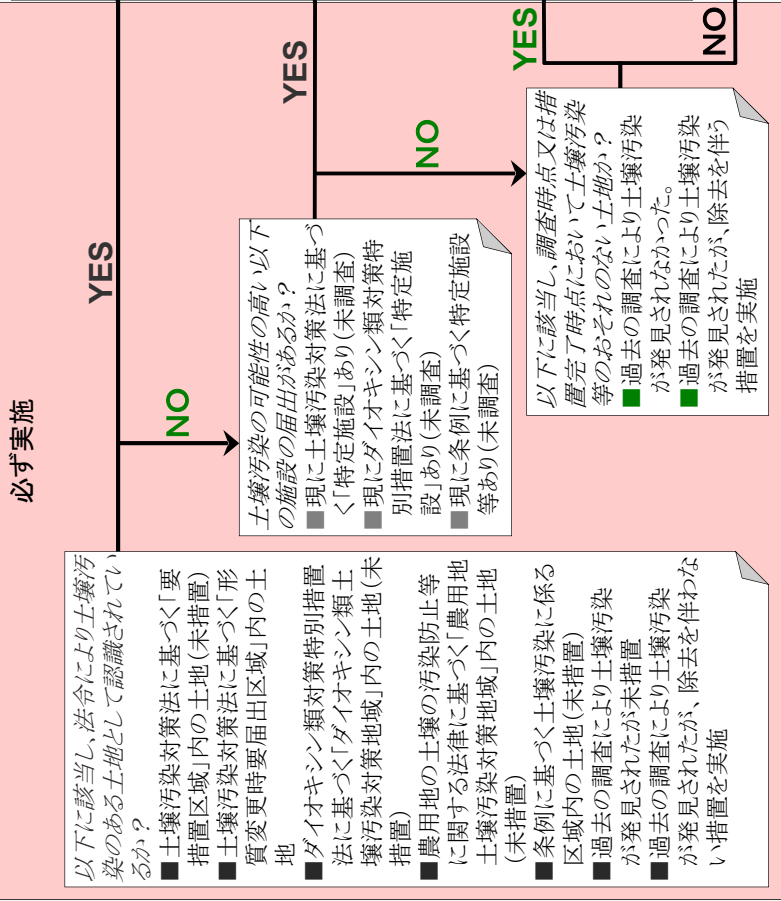 必ず実施
以下に該当し、法令により土壌汚
染のある土地として認識されてい
るか？
■土壌汚染対策法に基づく「要
措置区域」内の土地(未措置)
■土壌汚染対策法に基づく「形
質変更時要届出区域」内の土
地
■ダイオキシン類対策特別措置
法に基づく「ダイオキシン類土
壌汚染対策地域」内の土地(未
措置)
■農用地の土壌の汚染防止等
に関する法律に基づく「農用地
土壌汚染対策地域」内の土地
(未措置)
■条例に基づく土壌汚染に係る
区域内の土地(未措置)
■過去の調査により土壌汚染
が発見されたが未措置
■過去の調査により土壌汚染
が発見されたが、除去を伴わな
い措置を実施
YES
NO
土壌汚染の可能性の高い以下
の施設の届出があるか？
■現に土壌汚染対策法に基づ
く「特定施設」あり(未調査)
■現にダイオキシン類対策特
別措置法に基づく「特定施
設」あり(未調査)
■現に条例に基づく特定施設
等あり(未調査)
YES
NO
以下に該当し、調査時点又は措
置完了時点において土壌汚染
等のおそれのない土地か？
■過去の調査により土壌汚染
が発見されなかった。
■過去の調査により土壌汚染
が発見されたが、除去を伴う
措置を実施
YES
NO